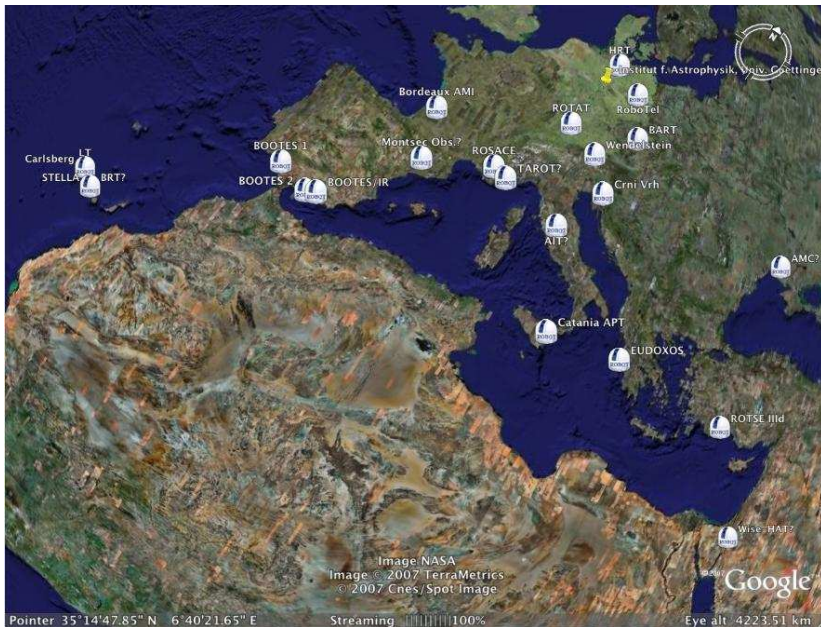 HRT
Institut f. Astrophysik, Univ. Goettinge
Bordeaux AMI
RoboTel
ROTAT
BART
BOOTES 1
Montsec Obs.?
ROSACE
Wendelstein
LT
Carlsberg
TAROT?
STELLA
BRT?
BOOTES 2
BOOTES/IR
Crni Vrh
AIT?
AMC?
Catania APT
EUDOXOS
ROTSE IIId
Wise-HAT?
Image NASA
Image © 2007 TerraMetrics
© 2007 Cnes/Spot Image
©2007 Google
Pointer 35°14'47.85" N 6°40'21.65" E Streaming 100% Eye alt 4223.51 km